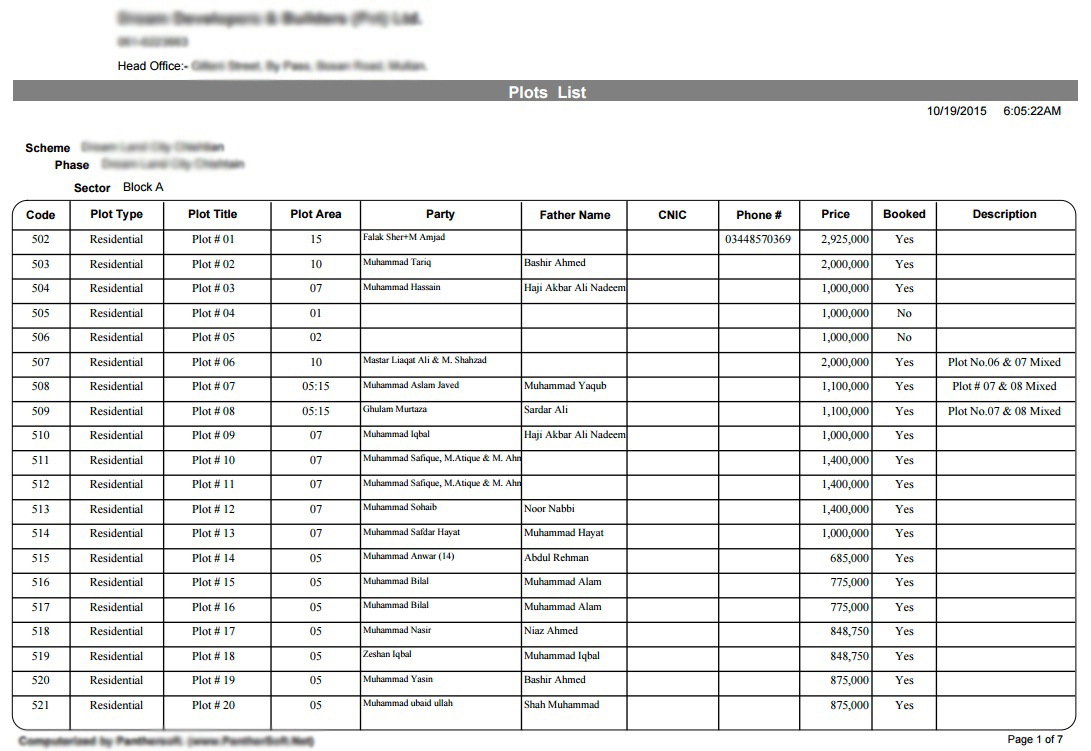 Head Office:-
Plots List
10/19/2015 6:05:22AM
Scheme
Phase
Sector Block A
Code Plot Type Plot Title Plot Area Party Father Name CNIC Phone # Price Booked Description
502 Residential Plot # 01 15 Falak Sher+M Amjad 03448570369 2,925,000 Yes
503 Residential Plot # 02 10 Muhammad Tariq Bashir Ahmed 2,000,000 Yes
504 Residential Plot # 03 07 Muhammad Hassain Haji Akbar Ali Nadeem 1,000,000 Yes
505 Residential Plot # 04 01 1,000,000 No
506 Residential Plot # 05 02 1,000,000 No
507 Residential Plot # 06 10 Mastar Liaqat Ali & M. Shahzad 2,000,000 Yes Plot No.06 & 07 Mixed
508 Residential Plot # 07 05:15 Muhammad Aslam Javed Muhammad Yaqub 1,100,000 Yes Plot # 07 & 08 Mixed
509 Residential Plot # 08 05:15 Ghulam Murtaza Sardar Ali 1,100,000 Yes Plot No.07 & 08 Mixed
510 Residential Plot # 09 07 Muhammad Iqbal Haji Akbar Ali Nadeem 1,000,000 Yes
511 Residential Plot # 10 07 Muhammad Safique, M.Atique & M. Ahn 1,400,000 Yes
512 Residential Plot # 11 07 Muhammad Safique, M.Atique & M. Ahn 1,400,000 Yes
513 Residential Plot # 12 07 Muhammad Sohaib Noor Nabbi 1,400,000 Yes
514 Residential Plot # 13 07 Muhammad Safdar Hayat Muhammad Hayat 1,000,000 Yes
515 Residential Plot # 14 05 Muhammad Anwar (14) Abdul Rehman 685,000 Yes
516 Residential Plot # 15 05 Muhammad Bilal Muhammad Alam 775,000 Yes
517 Residential Plot # 16 05 Muhammad Bilal Muhammad Alam 775,000 Yes
518 Residential Plot # 17 05 Muhammad Nasir Niaz Ahmed 848,750 Yes
519 Residential Plot # 18 05 Zeshan Iqbal Muhammad Iqbal 848,750 Yes
520 Residential Plot # 19 05 Muhammad Yasin Bashir Ahmed 875,000 Yes
521 Residential Plot # 20 05 Muhammad ubaid ullah Shah Muhammad 875,000 Yes
Page 1 of 7